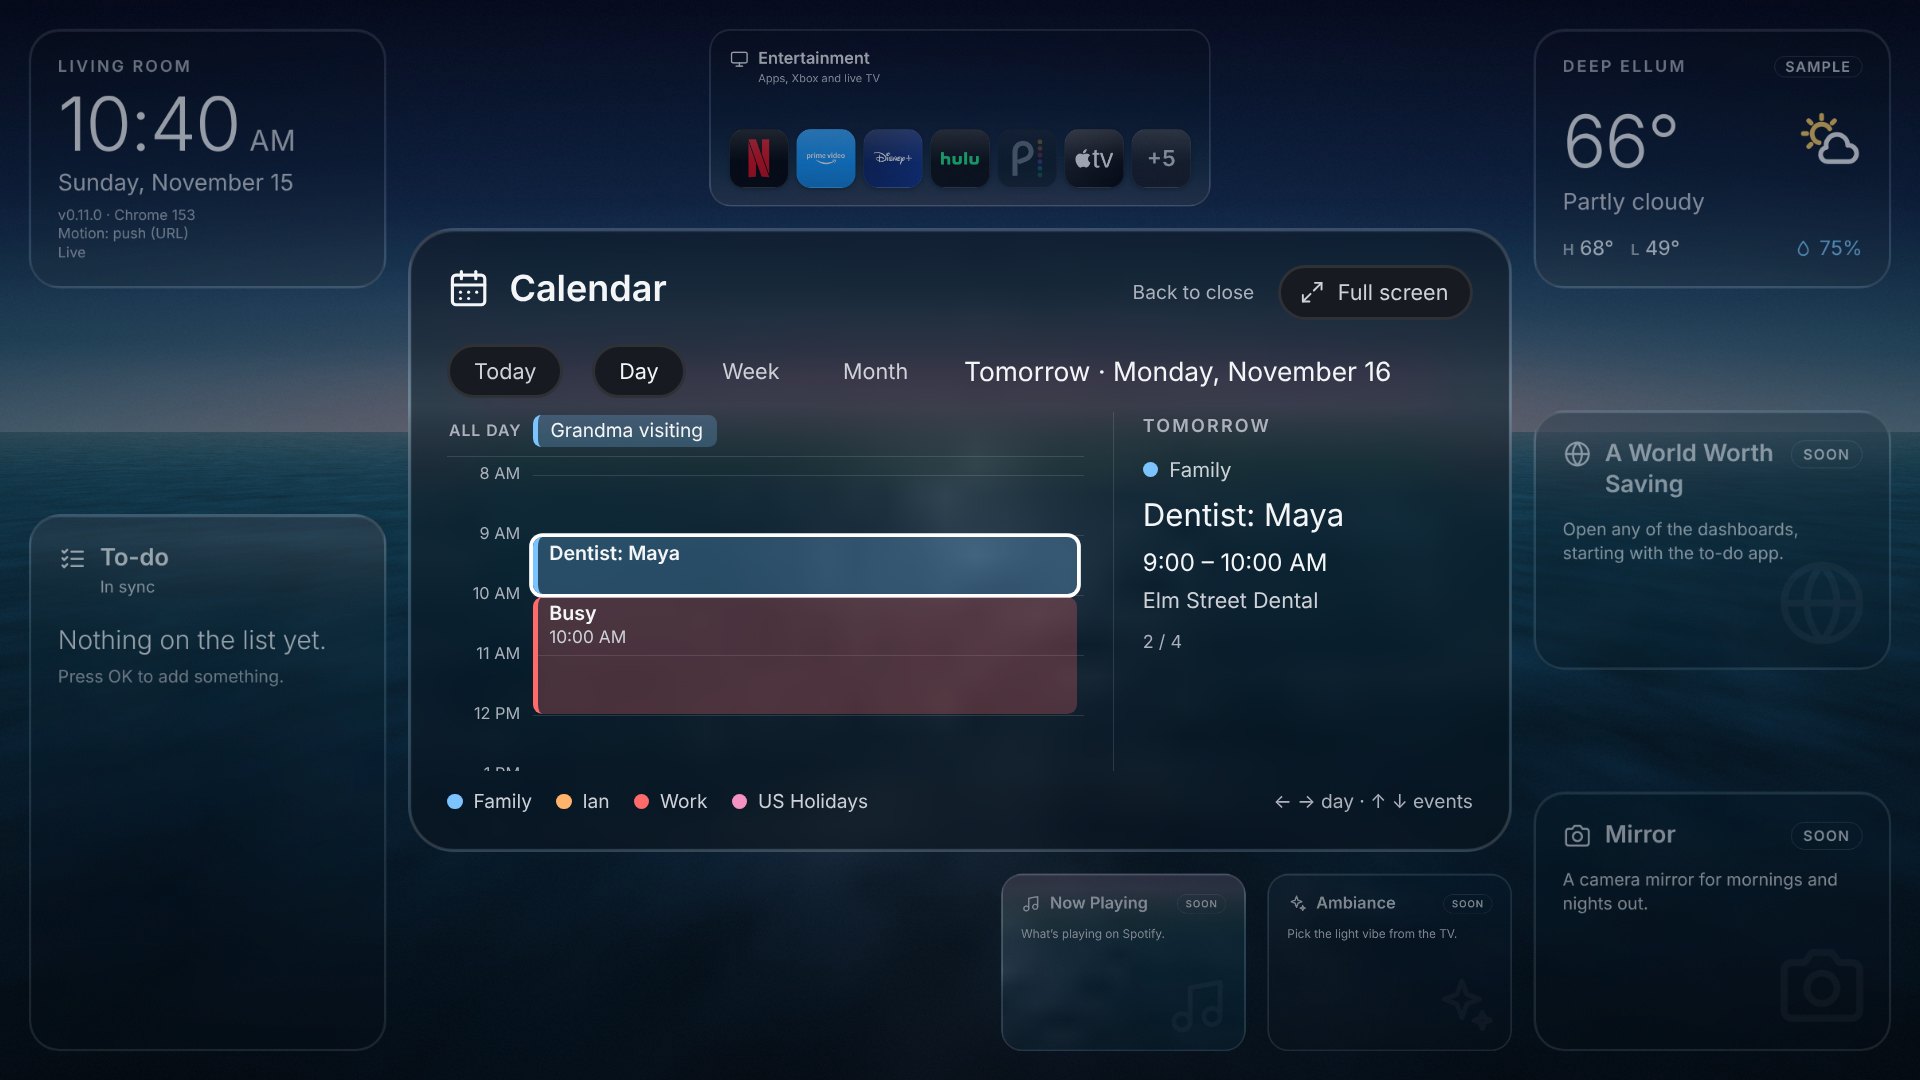 LIVING ROOM
10:40 AM
Sunday, November 15
v0.11.0 · Chrome 153
Motion: push (URL)
Live
Entertainment
Apps, Xbox and live TV
N
prime video
Disney+
hulu
P
tv
+5
DEEP ELLUM
SAMPLE
66°
Partly cloudy
H 68° L 49°
75%
Calendar
Back to close
Full screen
Today
Day
Week
Month
Tomorrow · Monday, November 16
ALL DAY
Grandma visiting
8 AM
9 AM
Dentist: Maya
10 AM
Busy
10:00 AM
11 AM
12 PM
1 PM
TOMORROW
Family
Dentist: Maya
9:00 – 10:00 AM
Elm Street Dental
2 / 4
Family
Ian
Work
US Holidays
← → day · ↑ ↓ events
To-do
In sync
Nothing on the list yet.
Press OK to add something.
A World Worth
Saving
SOON
Open any of the dashboards,
starting with the to-do app.
Mirror
SOON
A camera mirror for mornings and
nights out.
Now Playing
SOON
What's playing on Spotify.
Ambiance
SOON
Pick the light vibe from the TV.